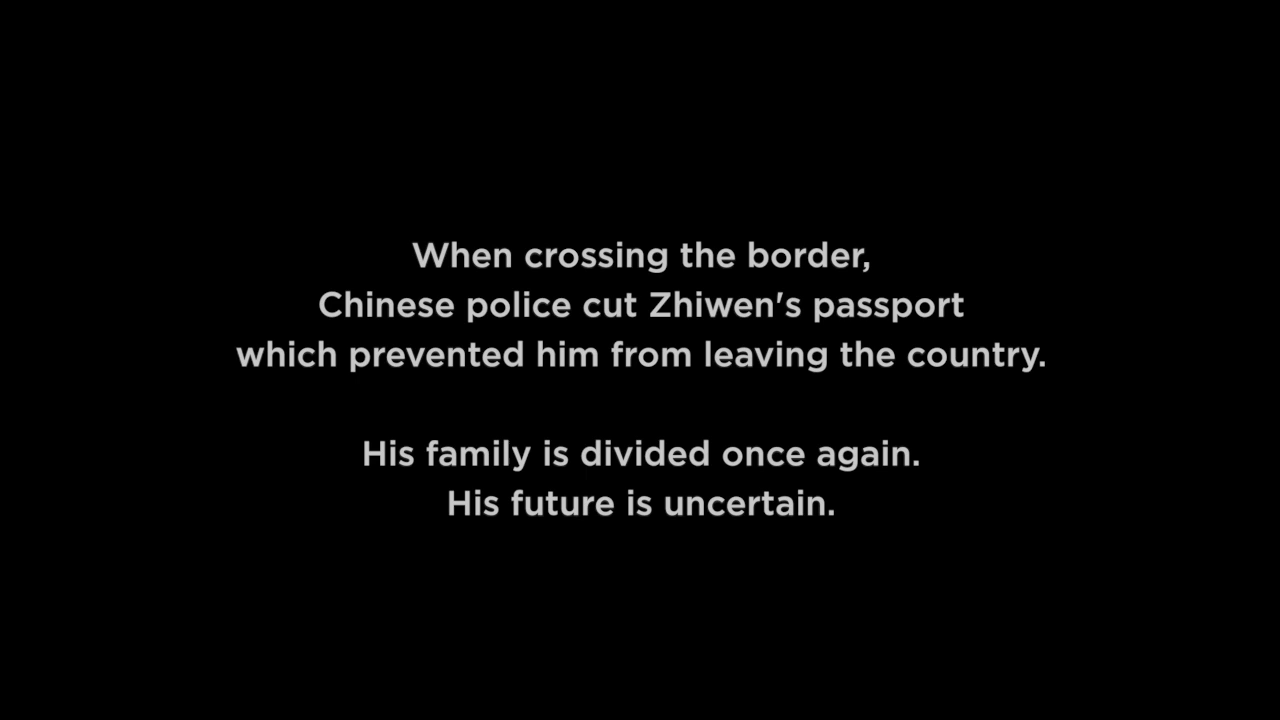 When crossing the border,
Chinese police cut Zhiwen's passport
which prevented him from leaving the country.
His family is divided once again.
His future is uncertain.